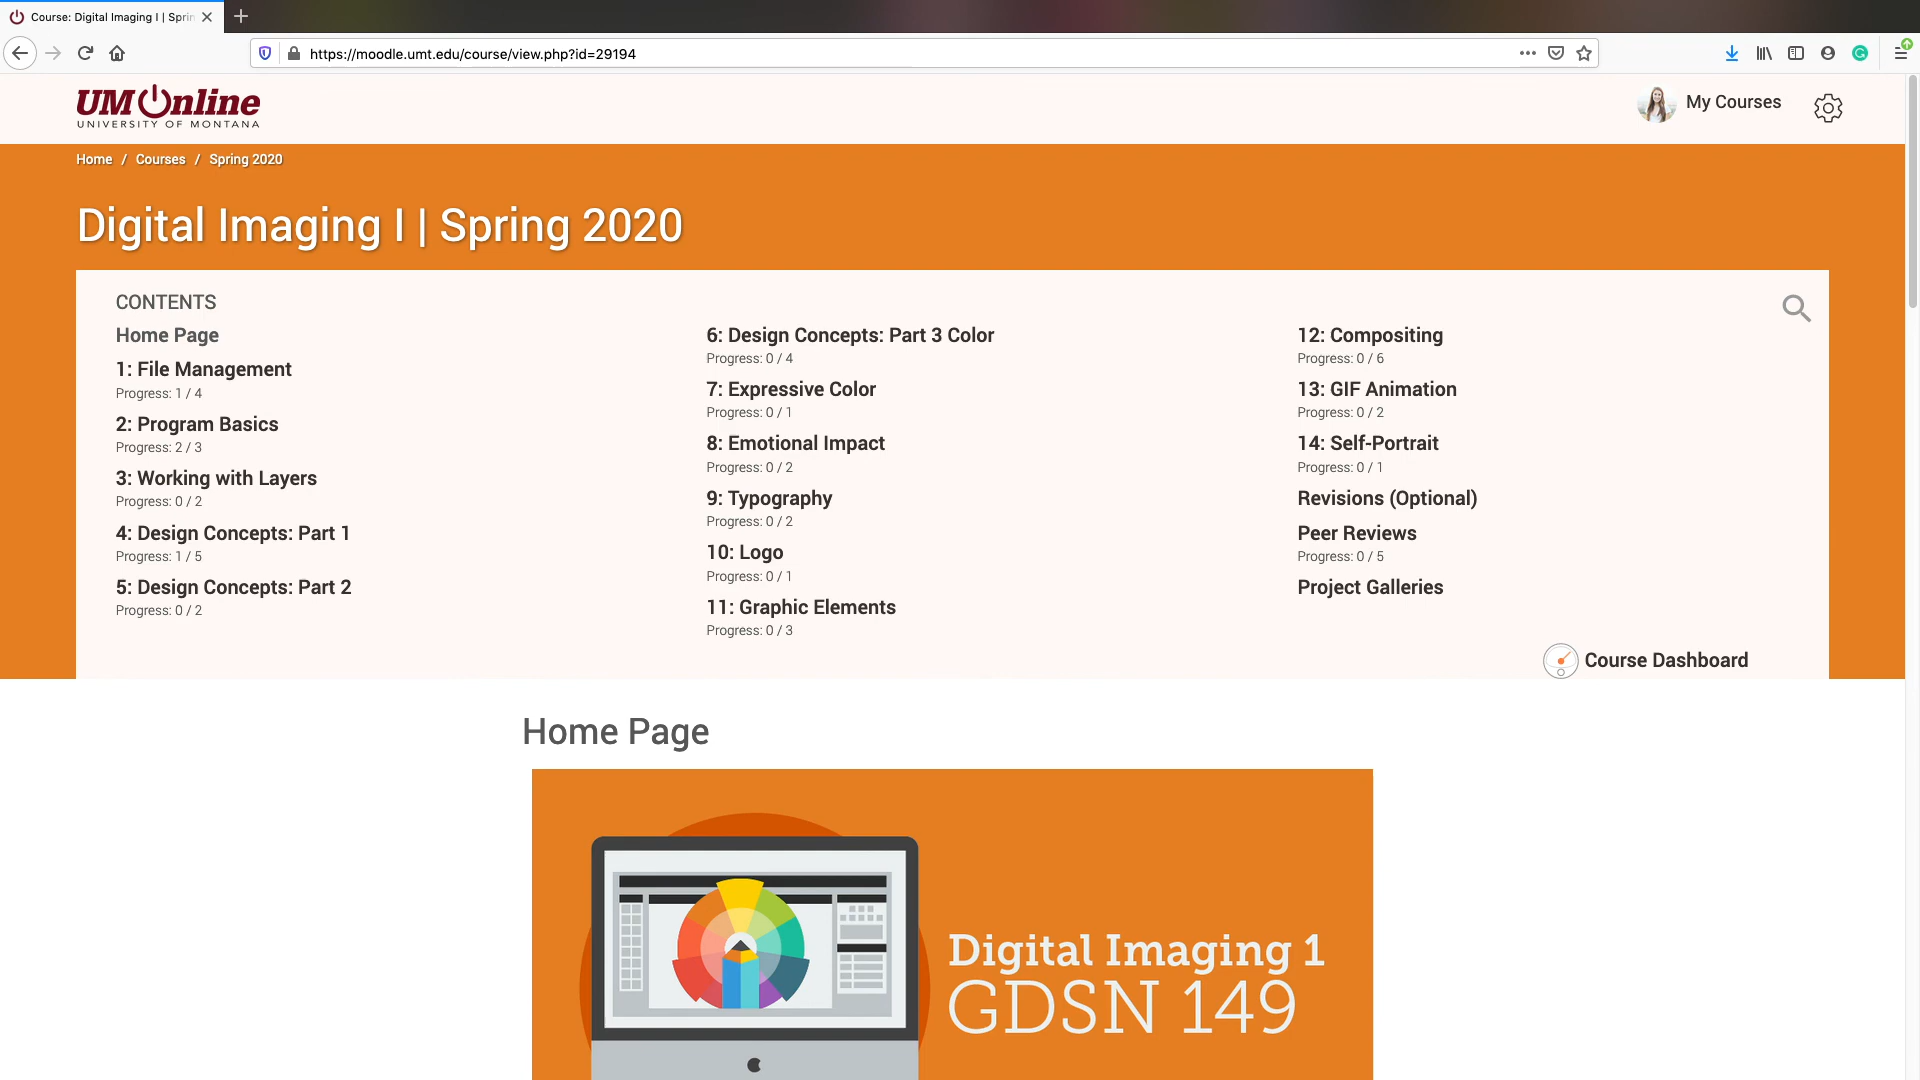 Course: Digital Imaging I | Sprin
https://moodle.umt.edu/course/view.php?id=29194
UMOnline
UNIVERSITY OF MONTANA
My Courses
Home / Courses / Spring 2020
Digital Imaging I | Spring 2020
CONTENTS
Home Page
1: File Management
Progress: 1 / 4
2: Program Basics
Progress: 2 / 3
3: Working with Layers
Progress: 0 / 2
4: Design Concepts: Part 1
Progress: 1 / 5
5: Design Concepts: Part 2
Progress: 0 / 2
6: Design Concepts: Part 3 Color
Progress: 0 / 4
7: Expressive Color
Progress: 0 / 1
8: Emotional Impact
Progress: 0 / 2
9: Typography
Progress: 0 / 2
10: Logo
Progress: 0 / 1
11: Graphic Elements
Progress: 0 / 3
12: Compositing
Progress: 0 / 6
13: GIF Animation
Progress: 0 / 2
14: Self-Portrait
Progress: 0 / 1
Revisions (Optional)
Peer Reviews
Progress: 0 / 5
Project Galleries
Course Dashboard
Home Page
Digital Imaging 1
GDSN 149